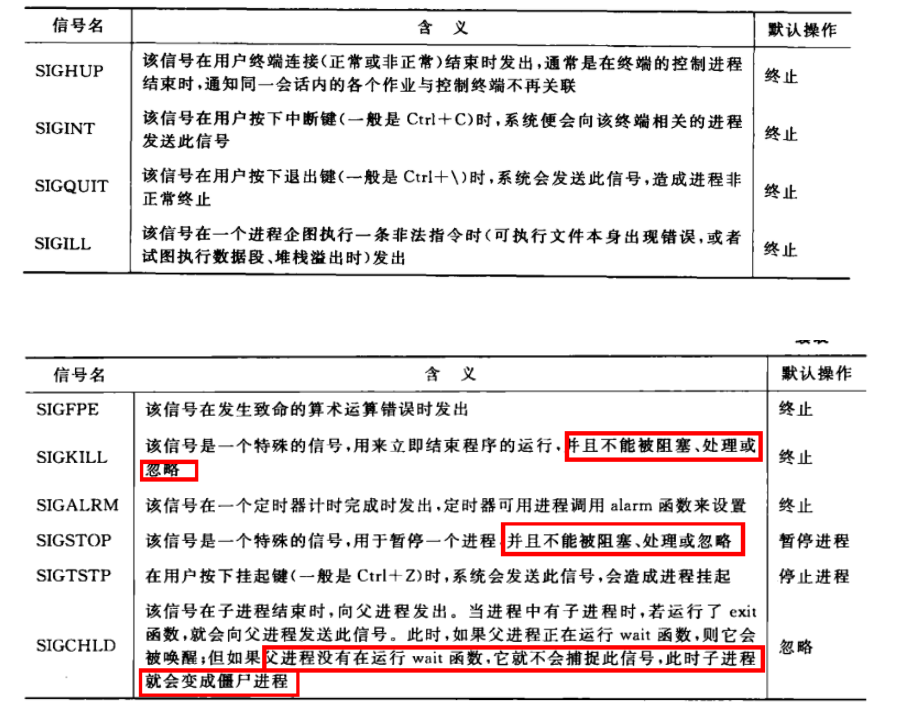 信号名 含 义 默认操作
SIGHUP 该信号在用户终端连接(正常或非正常)结束时发出,通常是在终端的控制进程 终止
结束时,通知同一会话内的各个作业与控制终端不再关联
SIGINT 该信号在用户按下中断键(一般是 Ctrl+C)时,系统便会向该终端相关的进程 终止
发送此信号
SIGQUIT 该信号在用户按下退出键(一般是 Ctrl+\)时,系统会发送此信号,造成进程非 终止
正常终止
SIGILL 该信号在一个进程企图执行一条非法指令时(可执行文件本身出现错误,或者 终止
试图执行数据段、堆栈溢出时)发出
信号名 含 义 默认操作
SIGFPE 该信号在发生致命的算术运算错误时发出 终止
SIGKILL 该信号是一个特殊的信号,用来立即结束程序的运行,并且不能被阻塞、处理或 终止
忽略
SIGALRM 该信号在一个定时器计时完成时发出,定时器可用进程调用 alarm 函数来设置 终止
SIGSTOP 该信号是一个特殊的信号,用于暂停一个进程,并且不能被阻塞、处理或忽略 暂停进程
SIGTSTP 在用户按下挂起键(一般是 Ctrl+Z)时,系统会发送此信号,会造成进程挂起 停止进程
该信号在子进程结束时,向父进程发出。当进程中有子进程时,若运行了 exit
函数,就会向父进程发送此信号。此时,如果父进程正在运行 wait 函数,则它会
SIGCHLD 被唤醒;但如果父进程没有在运行 wait 函数,它就不会捕捉此信号,此时子进程 忽略
就会变成僵尸进程